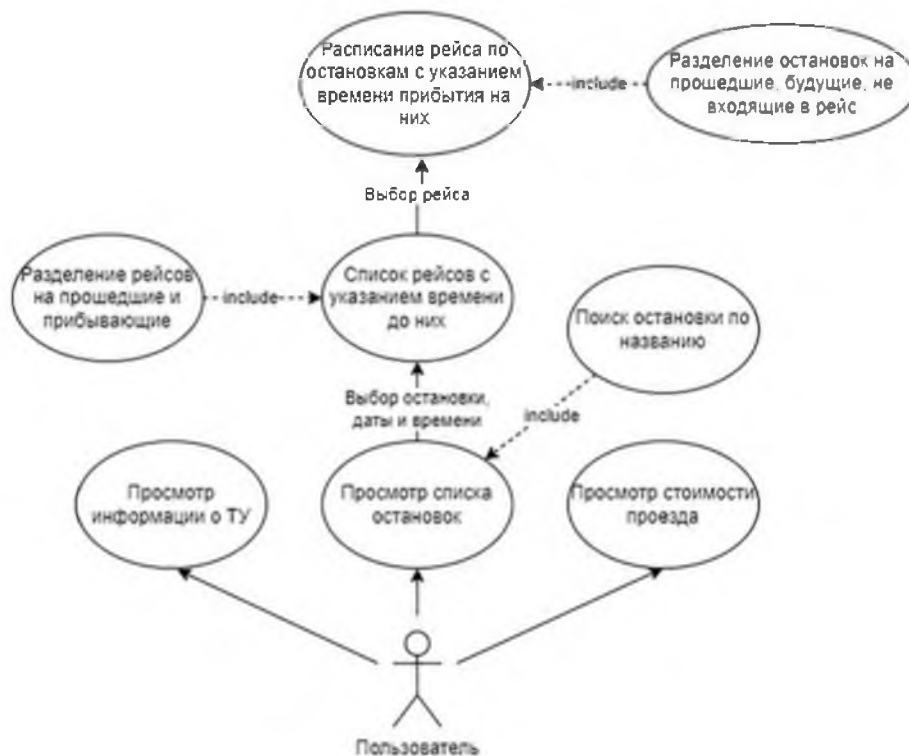 Расписание рейса по
остановкам с указанием
времени прибытия на
них
include
Разделение остановок на
прошедшие, будущие, не
входящие в рейс
Выбор рейса
Разделение рейсов
на прошедшие и
прибывающие
include
Список рейсов с
указанием времени
до них
Поиск остановки по
названию
Выбор остановки,
даты и времени
include
Просмотр
информации о ТУ
Просмотр списка
остановок
Просмотр стоимости
проезда
Пользователь